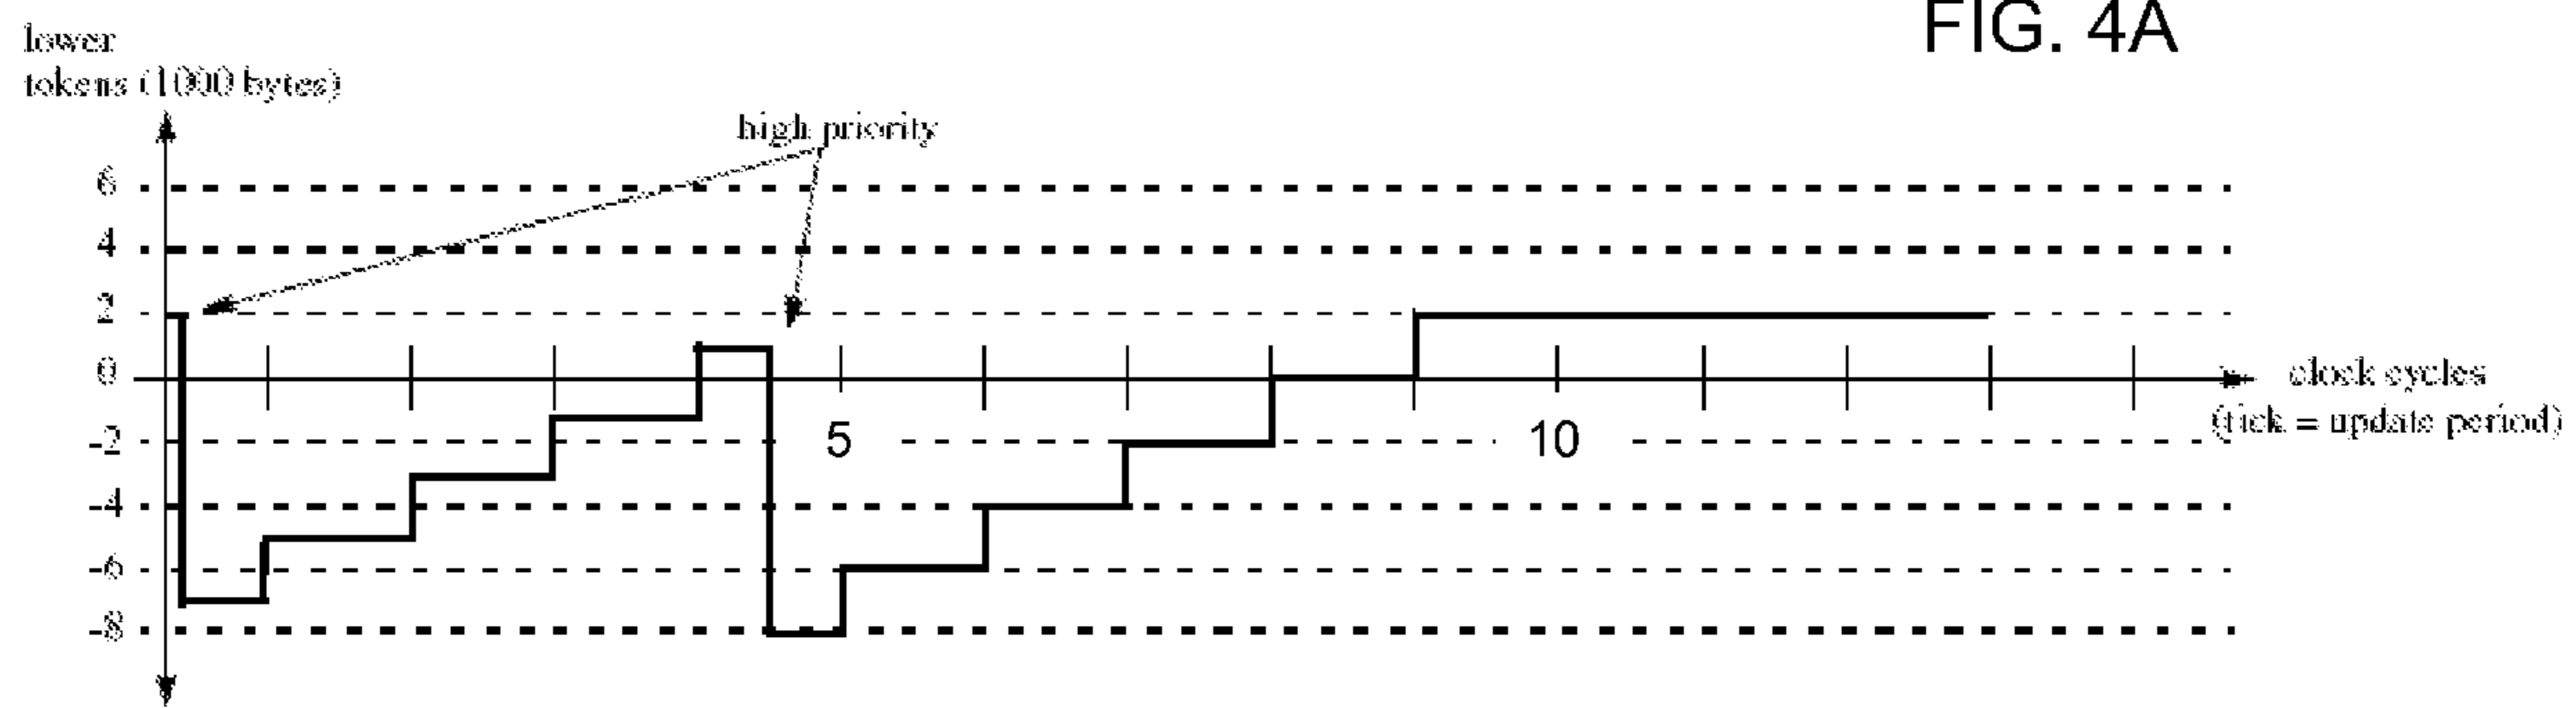 FIG. 4A
lower
tokens (1000 bytes)
high priority
6
4
2
0
-2
-4
-6
-8
5
10
clock cycles
(tick = update period)